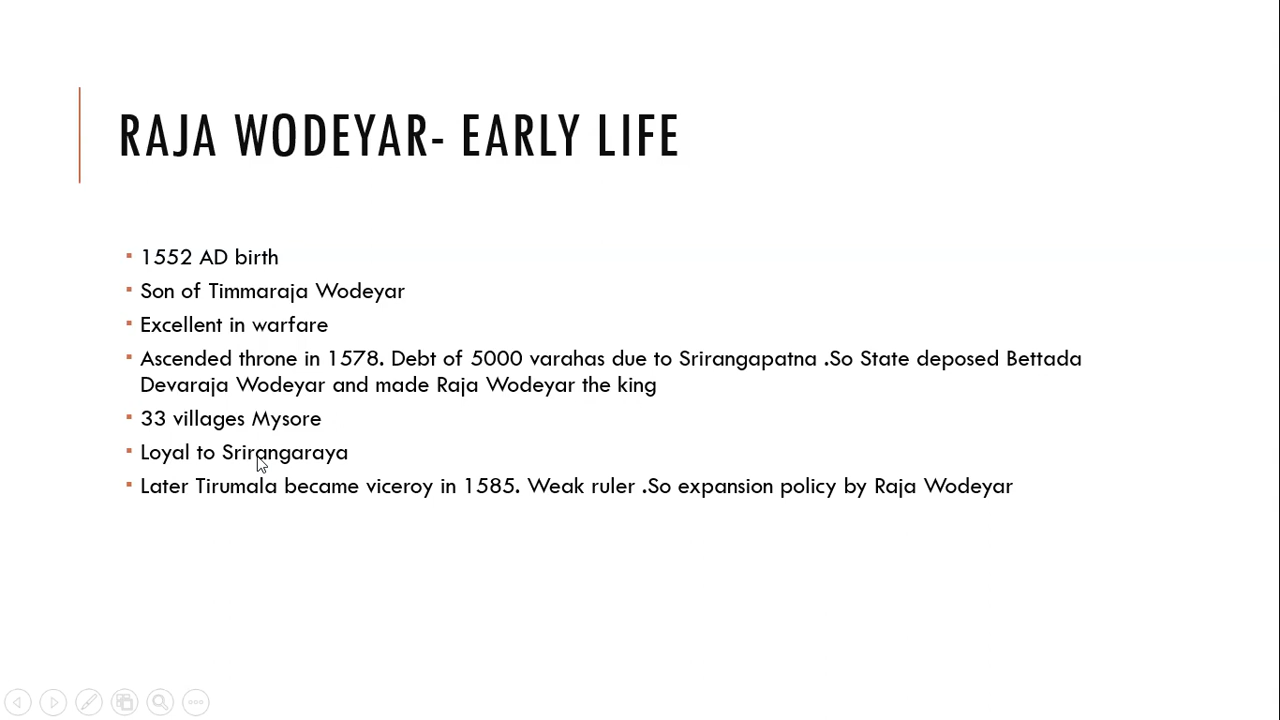 RAJA WODEYAR- EARLY LIFE
1552 AD birth
Son of Timmaraja Wodeyar
Excellent in warfare
Ascended throne in 1578. Debt of 5000 varahas due to Srirangapatna .So State deposed Bettada
Devaraja Wodeyar and made Raja Wodeyar the king
33 villages Mysore
Loyal to Srirangaraya
Later Tirumala became viceroy in 1585. Weak ruler .So expansion policy by Raja Wodeyar